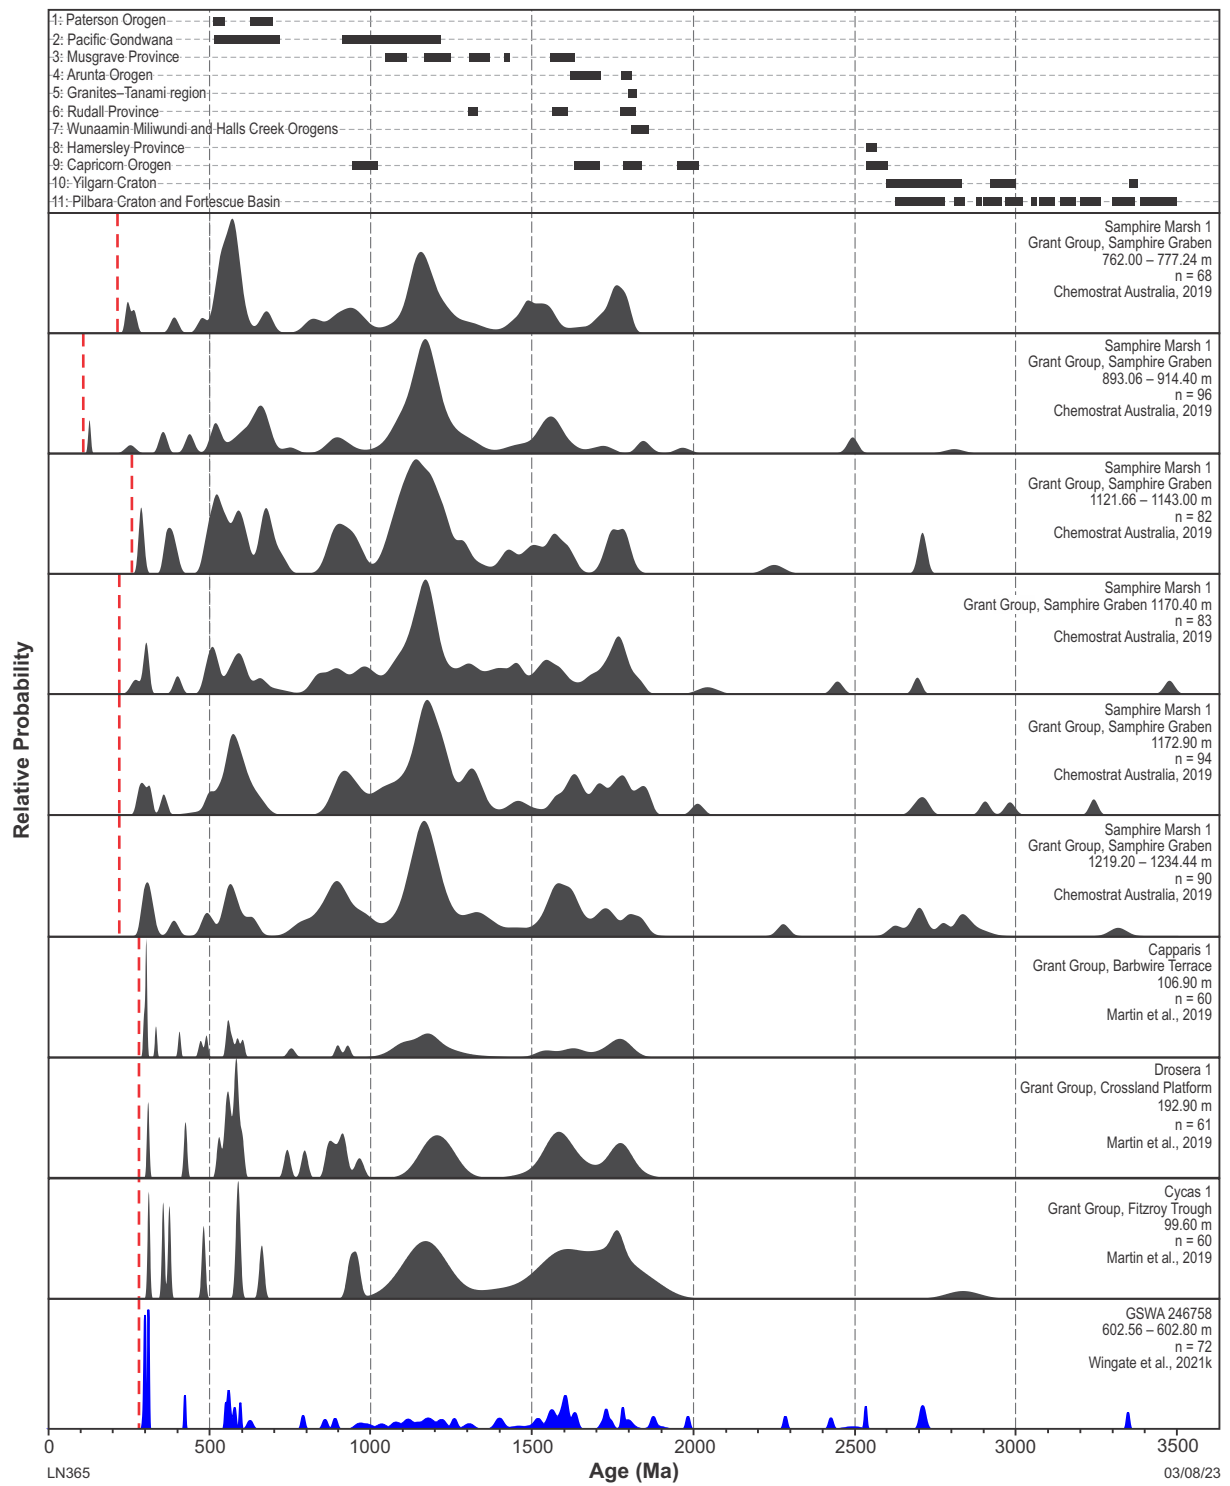 1: Paterson Orogen
2: Pacific Gondwana
3: Musgrave Province
4: Arunta Orogen
5: Granites–Tanami region
6: Rudall Province
7: Wunaamin Miliwundi and Halls Creek Orogens
8: Hamersley Province
9: Capricorn Orogen
10: Yilgarn Craton
11: Pilbara Craton and Fortescue Basin
Samphire Marsh 1
Grant Group, Samphire Graben
762.00 – 777.24 m
n = 68
Chemostrat Australia, 2019
Samphire Marsh 1
Grant Group, Samphire Graben
893.06 – 914.40 m
n = 96
Chemostrat Australia, 2019
Samphire Marsh 1
Grant Group, Samphire Graben
1121.66 – 1143.00 m
n = 82
Chemostrat Australia, 2019
Samphire Marsh 1
Grant Group, Samphire Graben 1170.40 m
n = 83
Chemostrat Australia, 2019
Samphire Marsh 1
Grant Group, Samphire Graben
1172.90 m
n = 94
Chemostrat Australia, 2019
Samphire Marsh 1
Grant Group, Samphire Graben
1219.20 – 1234.44 m
n = 90
Chemostrat Australia, 2019
Capparis 1
Grant Group, Barbwire Terrace
106.90 m
n = 60
Martin et al., 2019
Drosera 1
Grant Group, Crossland Platform
192.90 m
n = 61
Martin et al., 2019
Cycas 1
Grant Group, Fitzroy Trough
99.60 m
n = 60
Martin et al., 2019
GSWA 246758
602.56 – 602.80 m
n = 72
Wingate et al., 2021k
Relative Probability
0 500 1000 1500 2000 2500 3000 3500
Age (Ma)
LN365
03/08/23